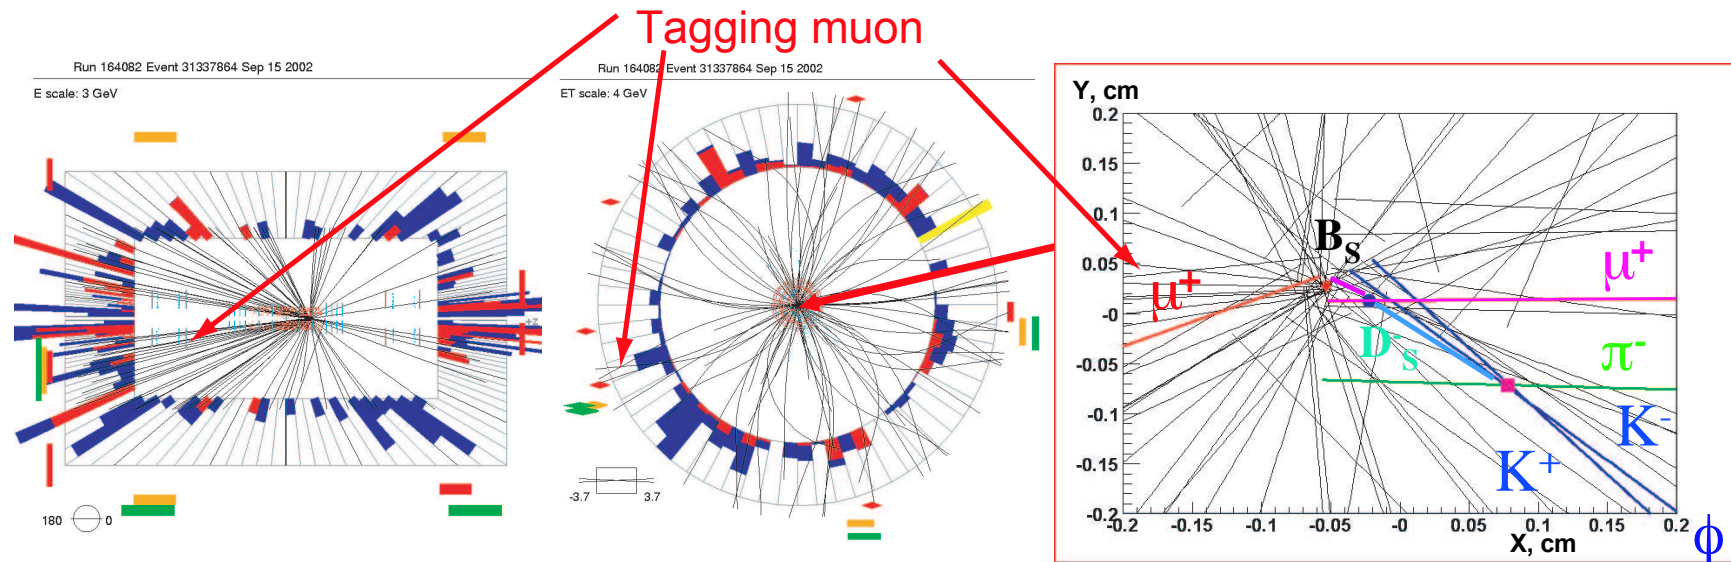 Tagging muon
Run 164082 Event 31337864 Sep 15 2002
E scale: 3 GeV
180
0
Run 164082 Event 31337864 Sep 15 2002
ET scale: 4 GeV
-3.7
3.7
Y, cm
0.2
0.15
0.1
0.05
-0
-0.05
-0.1
-0.15
-0.2
Bₛ
μ⁺
μ⁺
D⁻ₛ
π⁻
K⁻
K⁺
-0.2 -0.15 -0.1 -0.05 -0 0.05 0.1 0.15 0.2
X, cm
ϕ